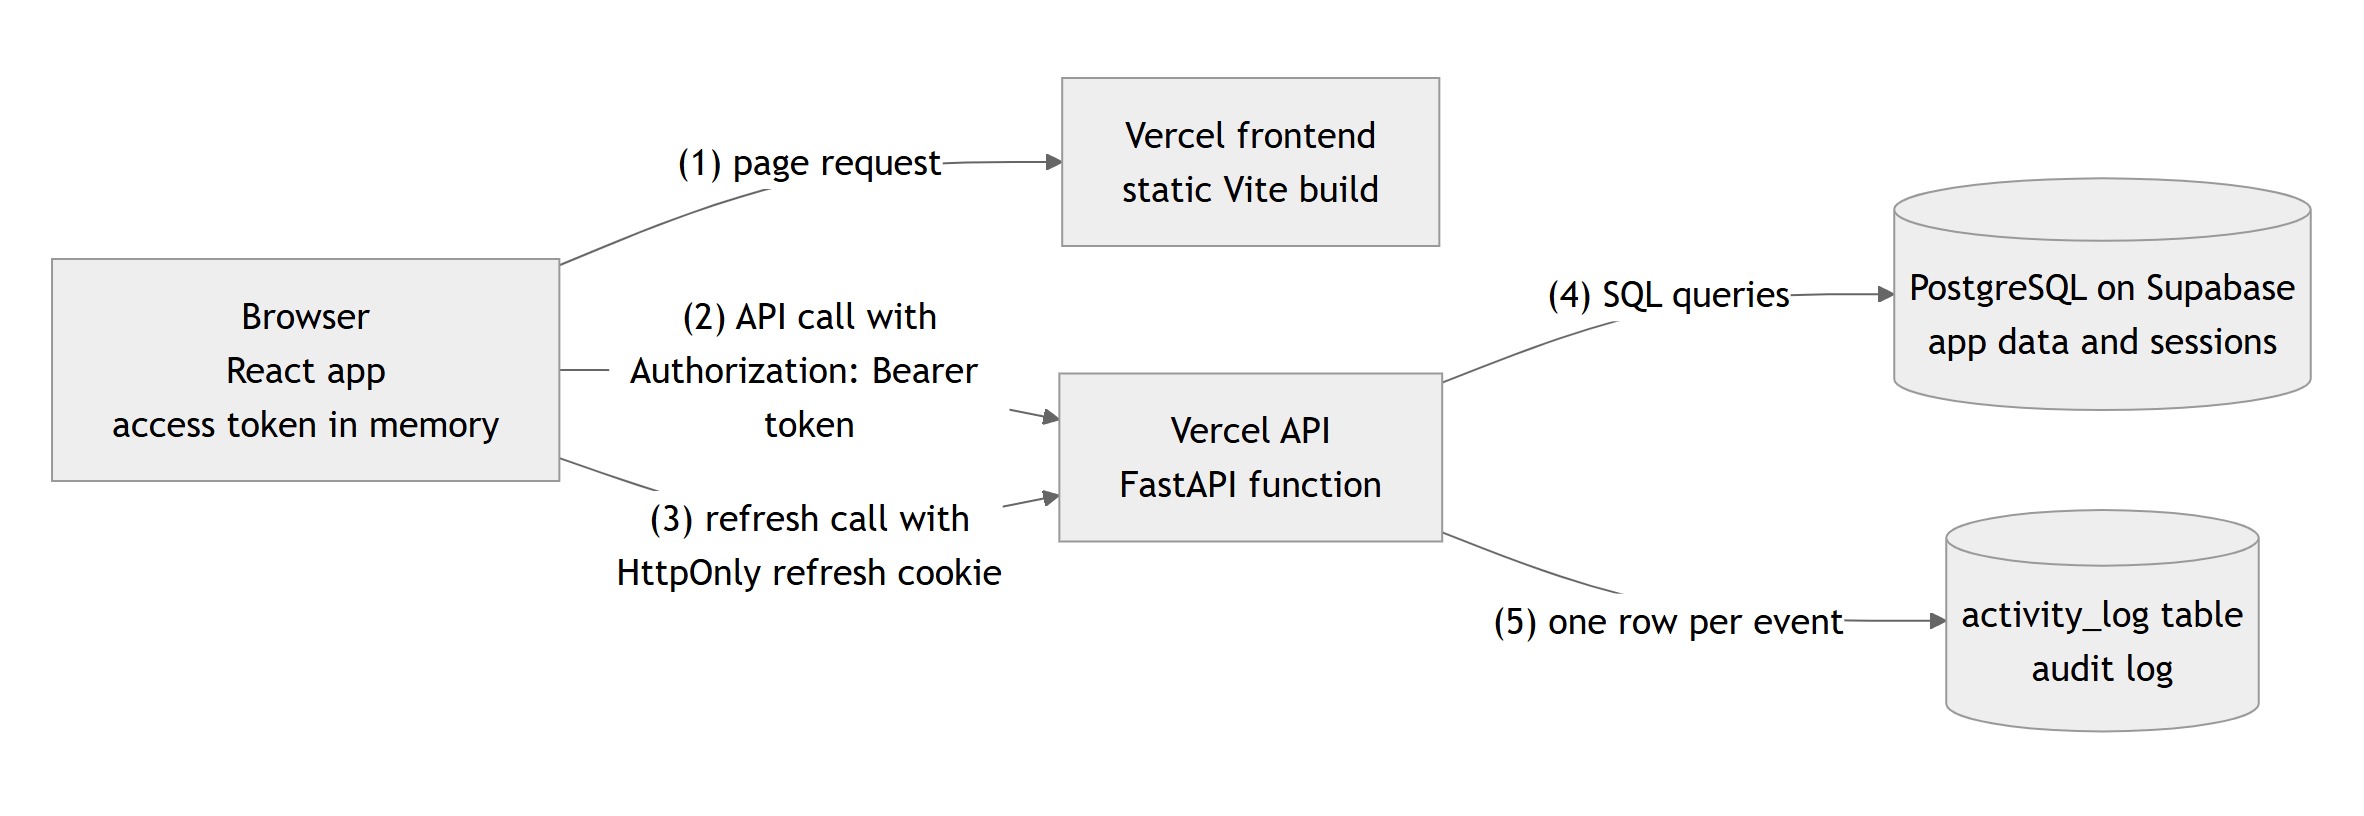 (1) page request
Vercel frontend
static Vite build
Browser
React app
access token in memory
(2) API call with
Authorization: Bearer
token
(3) refresh call with
HttpOnly refresh cookie
Vercel API
FastAPI function
(4) SQL queries
PostgreSQL on Supabase
app data and sessions
(5) one row per event
activity_log table
audit log